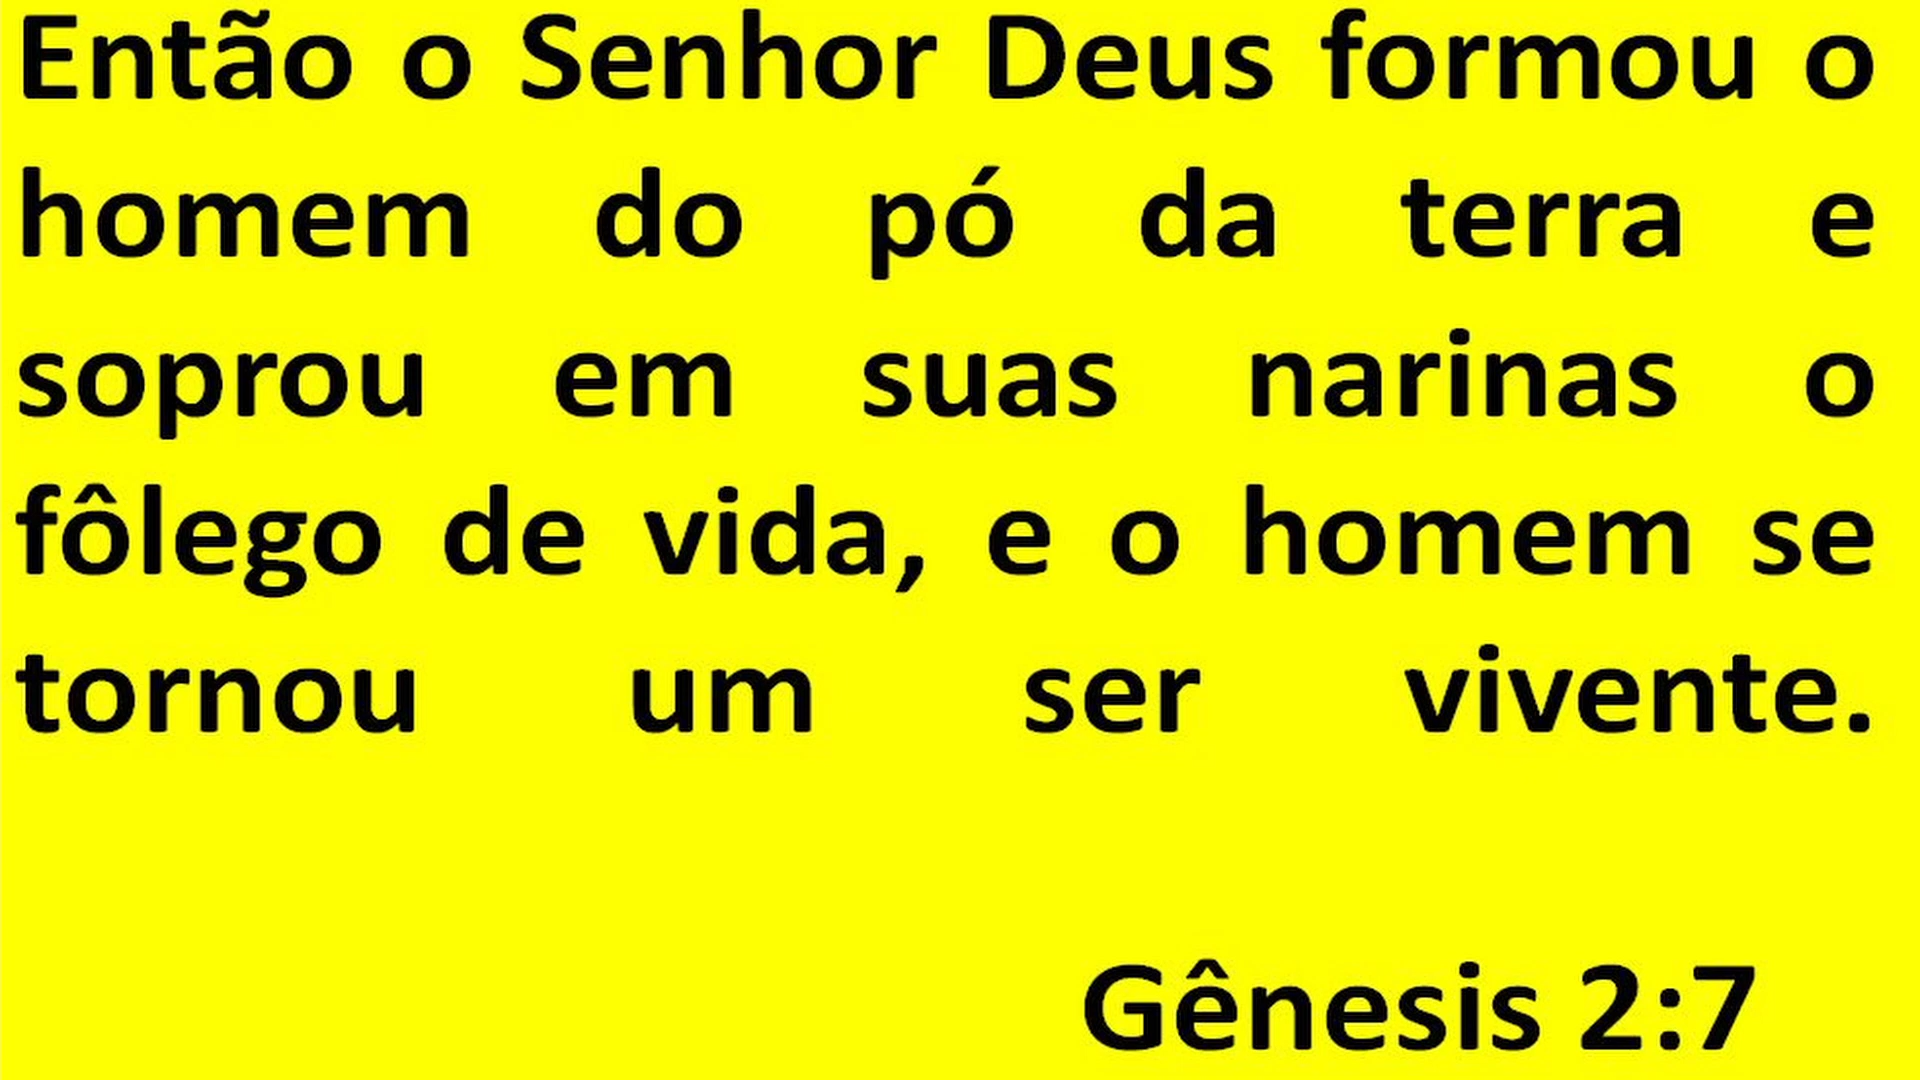 Então o Senhor Deus formou o
homem do pó da terra e
soprou em suas narinas o
fôlego de vida, e o homem se
tornou um ser vivente.
Gênesis 2:7